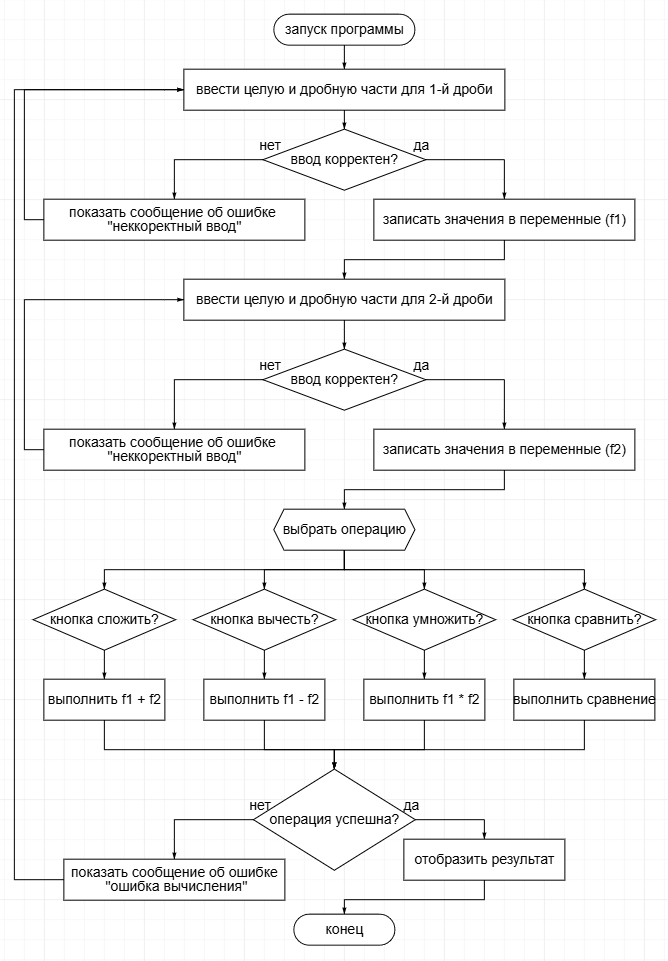 запуск программы
ввести целую и дробную части для 1-й дроби
нет
да
ввод корректен?
показать сообщение об ошибке
"неккоректный ввод"
записать значения в переменные (f1)
ввести целую и дробную части для 2-й дроби
нет
да
ввод корректен?
показать сообщение об ошибке
"неккоректный ввод"
записать значения в переменные (f2)
выбрать операцию
кнопка сложить?
кнопка вычесть?
кнопка умножить?
кнопка сравнить?
выполнить f1 + f2
выполнить f1 - f2
выполнить f1 * f2
выполнить сравнение
нет
да
операция успешна?
показать сообщение об ошибке
"ошибка вычисления"
отобразить результат
конец